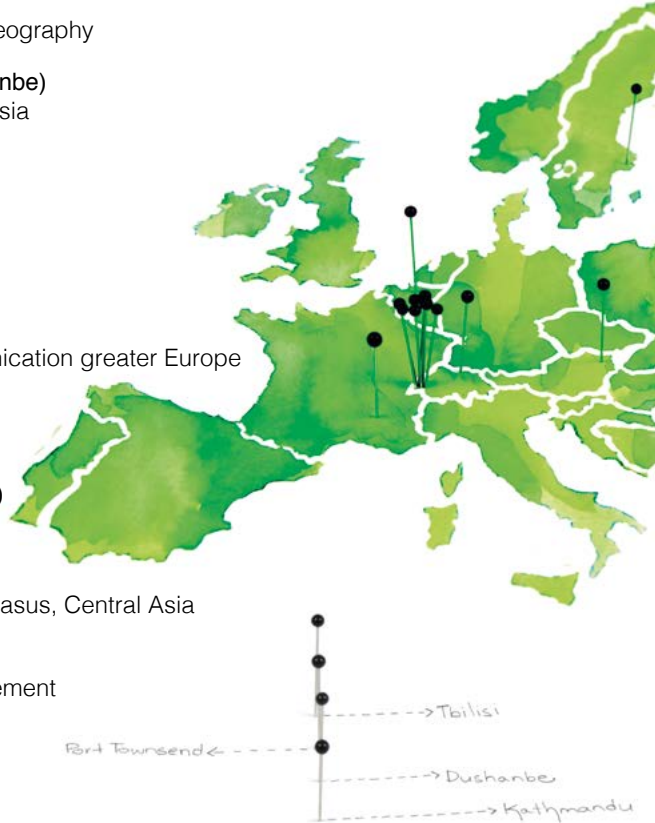 eography
nbe)
sia
nication greater Europe
)
asus, Central Asia
ement
Tbilisi
Port Townsend
Dushanbe
Kathmandu